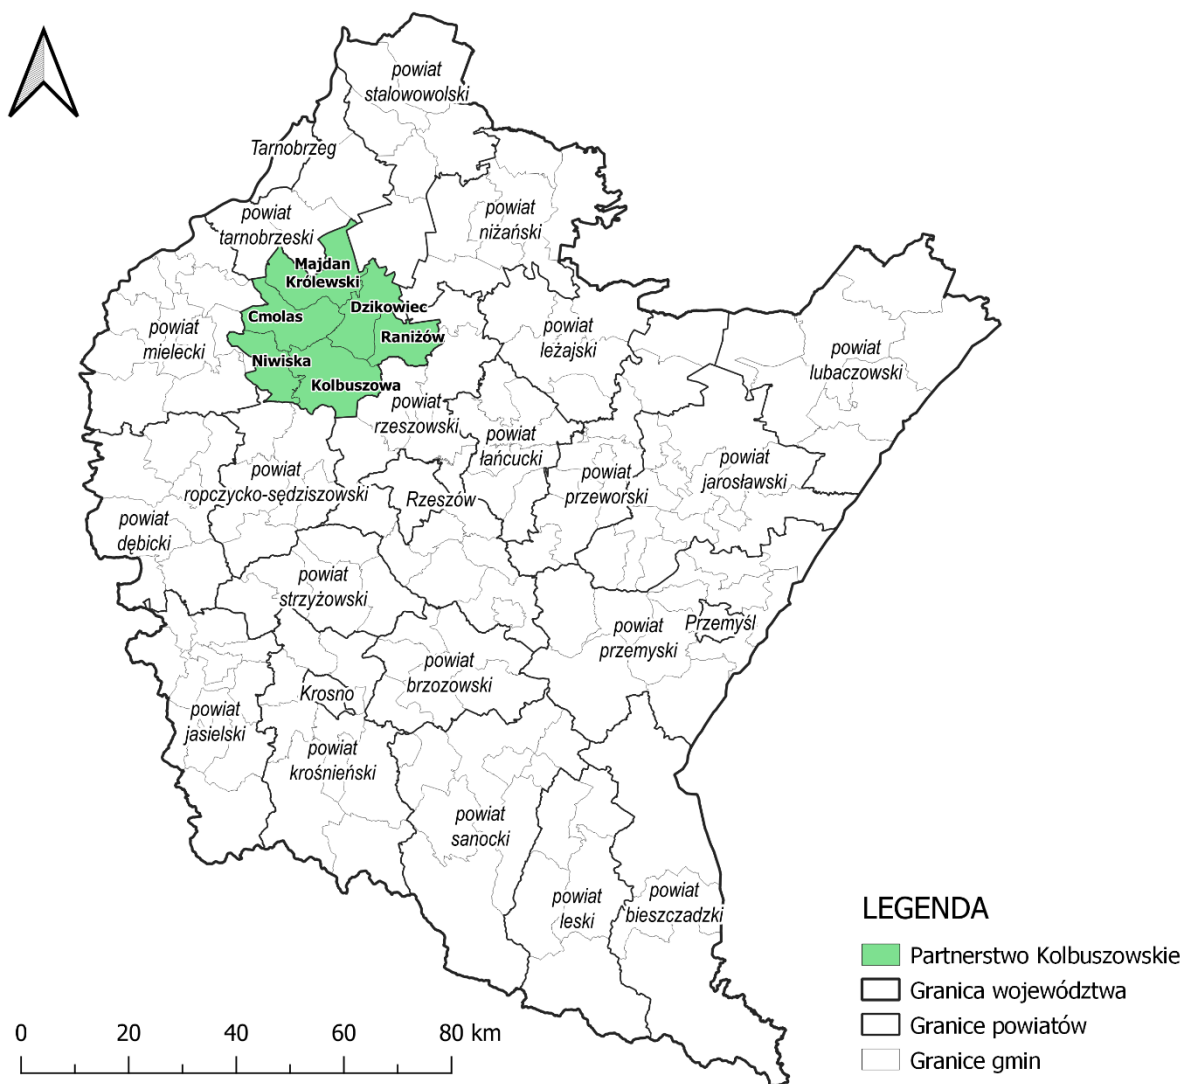 powiat
stalowowolski
Tarnobrzeg
powiat
tarnobrzeski
powiat
niżański
Majdan
Królewski
Dzikowiec
Cmolas
Raniżów
powiat
mielecki
powiat
leżajski
powiat
lubaczowski
Niwiska
Kolbuszowa
powiat
rzeszowski
powiat
łańcucki
powiat
ropczycko-sędziszowski
Rzeszów
powiat
przeworski
powiat
jarosławski
powiat
dębicki
powiat
strzyżowski
powiat
przemyski
Przemyśl
powiat
brzozowski
Krosno
powiat
jasielski
powiat
krośnieński
powiat
sanocki
powiat
leski
powiat
bieszczadzki
LEGENDA
Partnerstwo Kolbuszowskie
Granica województwa
Granice powiatów
Granice gmin
0 20 40 60 80 km